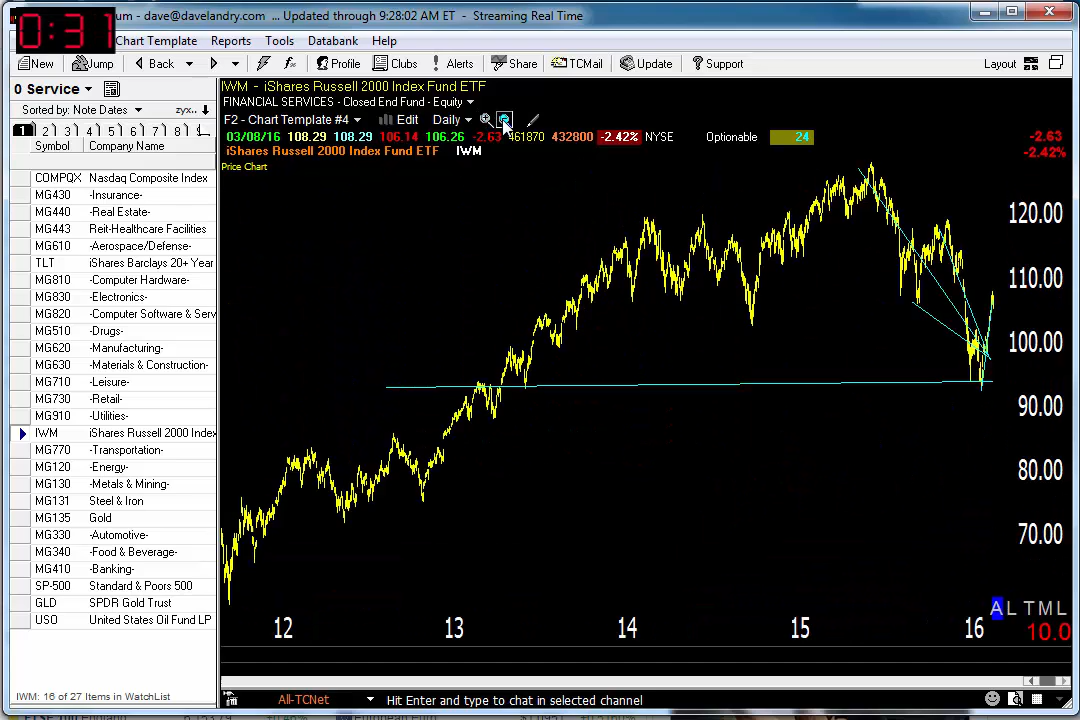 0:31
um - dave@davelandry.com ... Updated through 9:28:02 AM ET - Streaming Real Time
Chart Template Reports Tools Databank Help
New Jump Back Profile Clubs Alerts Share TCMail Update Support Layout
0 Service
Sorted by: Note Dates zyx..
1 2 3 4 5 6 7 8
Symbol Company Name
COMPQX Nasdaq Composite Index
MG430 -Insurance-
MG440 -Real Estate-
MG443 Reit-Healthcare Facilities
MG610 -Aerospace/Defense-
TLT iShares Barclays 20+ Year
MG810 -Computer Hardware-
MG830 -Electronics-
MG820 -Computer Software & Serv
MG510 -Drugs-
MG620 -Manufacturing-
MG630 -Materials & Construction-
MG710 -Leisure-
MG730 -Retail-
MG910 -Utilities-
IWM iShares Russell 2000 Index
MG770 -Transportation-
MG120 -Energy-
MG130 -Metals & Mining-
MG131 Steel & Iron
MG135 Gold
MG330 -Automotive-
MG340 -Food & Beverage-
MG410 -Banking-
SP-500 Standard & Poors 500
GLD SPDR Gold Trust
USO United States Oil Fund LP
IWM: 16 of 27 Items in WatchList
IWM - iShares Russell 2000 Index Fund ETF
FINANCIAL SERVICES - Closed End Fund - Equity
F2 - Chart Template #4 Edit Daily
03/08/16 108.29 108.29 106.14 106.26 -2.63 461870 432800 -2.42% NYSE Optionable 24 -2.63
-2.42%
iShares Russell 2000 Index Fund ETF IWM
Price Chart
120.00
110.00
100.00
90.00
80.00
70.00
A L T M L
12 13 14 15 16 10.0
All-TCNet Hit Enter and type to chat in selected channel